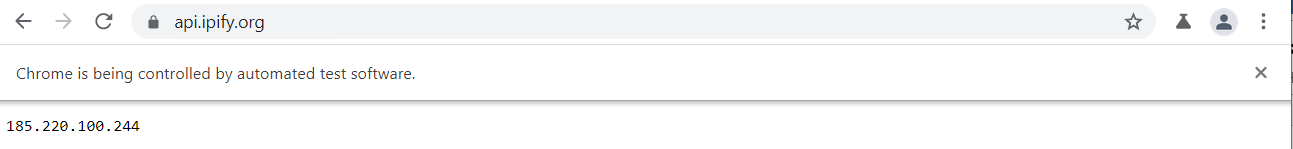 api.ipify.org
Chrome is being controlled by automated test software.
185.220.100.244